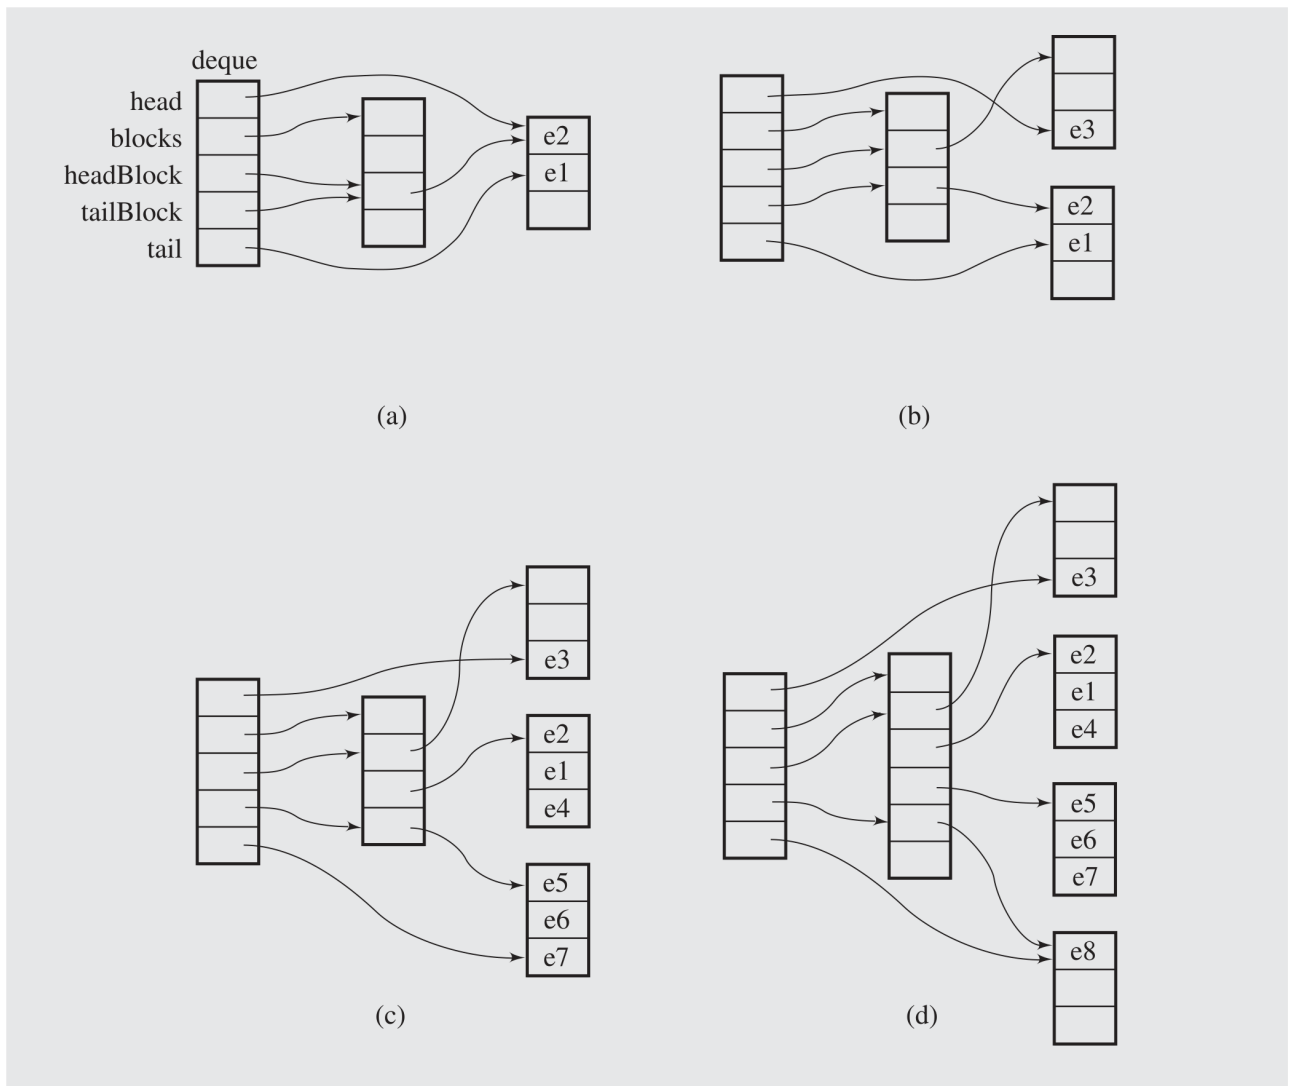 deque
head
blocks
headBlock
tailBlock
tail
e2
e1
(a)
e3
e2
e1
(b)
e3
e2
e1
e4
e5
e6
e7
(c)
e3
e2
e1
e4
e5
e6
e7
e8
(d)